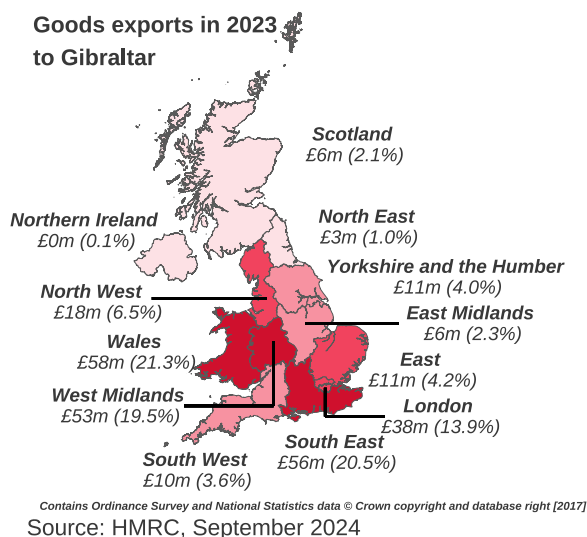 Goods exports in 2023
to Gibraltar
Scotland
£6m (2.1%)
Northern Ireland
£0m (0.1%)
North East
£3m (1.0%)
Yorkshire and the Humber
£11m (4.0%)
North West
£18m (6.5%)
East Midlands
£6m (2.3%)
Wales
£58m (21.3%)
East
£11m (4.2%)
West Midlands
£53m (19.5%)
London
£38m (13.9%)
South East
£56m (20.5%)
South West
£10m (3.6%)
Contains Ordinance Survey and National Statistics data © Crown copyright and database right [2017]
Source: HMRC, September 2024